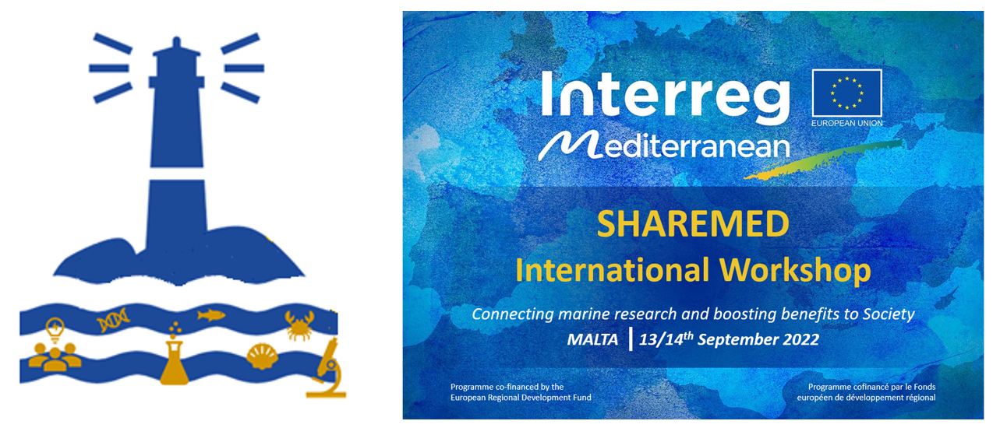 Interreg
Mediterranean
EUROPEAN UNION
SHAREMED
International Workshop
Connecting marine research and boosting benefits to Society
MALTA | 13/14th September 2022
Programme co-financed by the
European Regional Development Fund
Programme cofinancé par le Fonds
européen de développement régional